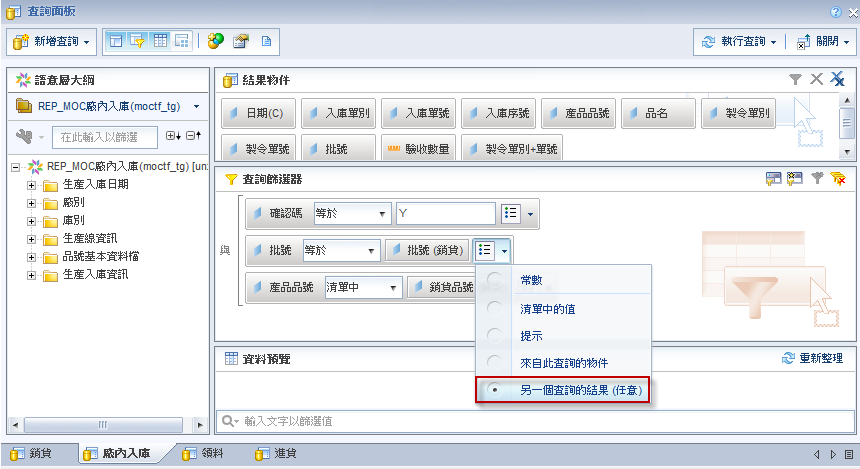 查詢面板
新增查詢
執行查詢
關閉
語意層大綱
REP_MOC廠內入庫(moctf_tg)
在此輸入以篩選
REP_MOC廠內入庫(moctf_tg) [un
生產入庫日期
廠別
庫別
生產線資訊
品號基本資料檔
生產入庫資訊
結果物件
日期(C)
入庫單別
入庫單號
入庫序號
產品品號
品名
製令單別
製令單號
批號
驗收數量
製令單別+單號
查詢篩選器
與
確認碼
等於
Y
批號
等於
批號 (銷貨)
產品品號
清單中
銷貨品號
常數
清單中的值
提示
來自此查詢的物件
另一個查詢的結果 (任意)
資料預覽
重新整理
輸入文字以篩選值
銷貨
廠內入庫
領料
進貨